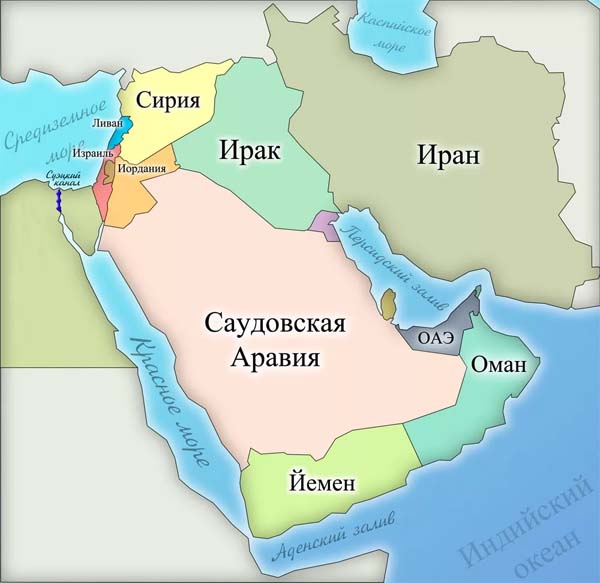 Каспийское
море
Средиземное
море
Сирия
Ливан
Израиль
Иордания
Суэцкий
канал
Ирак
Иран
Персидский залив
Саудовская
Аравия
ОАЭ
Оман
Красное море
Йемен
Аденский залив
Индийский
океан